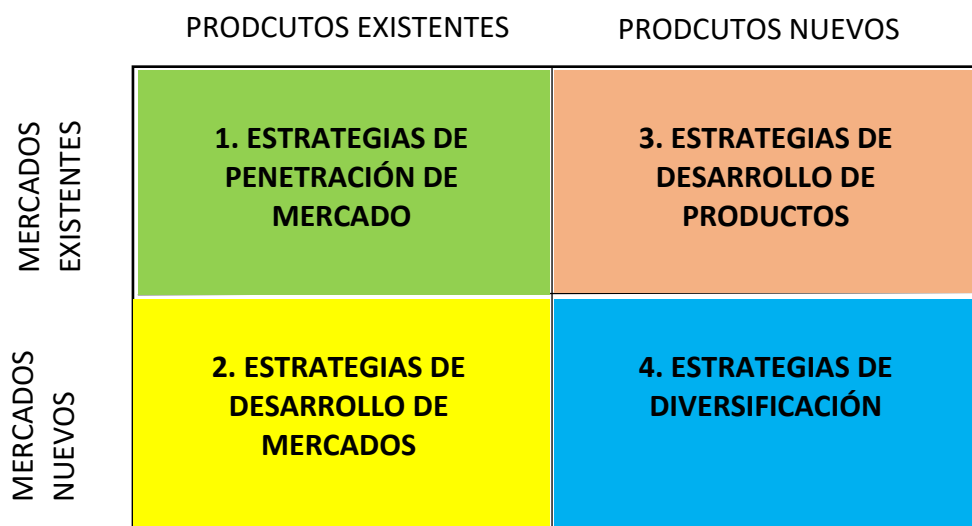 PRODCUTOS EXISTENTES
PRODCUTOS NUEVOS
MERCADOS
EXISTENTES
1. ESTRATEGIAS DE
PENETRACIÓN DE
MERCADO
3. ESTRATEGIAS DE
DESARROLLO DE
PRODUCTOS
MERCADOS
NUEVOS
2. ESTRATEGIAS DE
DESARROLLO DE
MERCADOS
4. ESTRATEGIAS DE
DIVERSIFICACIÓN